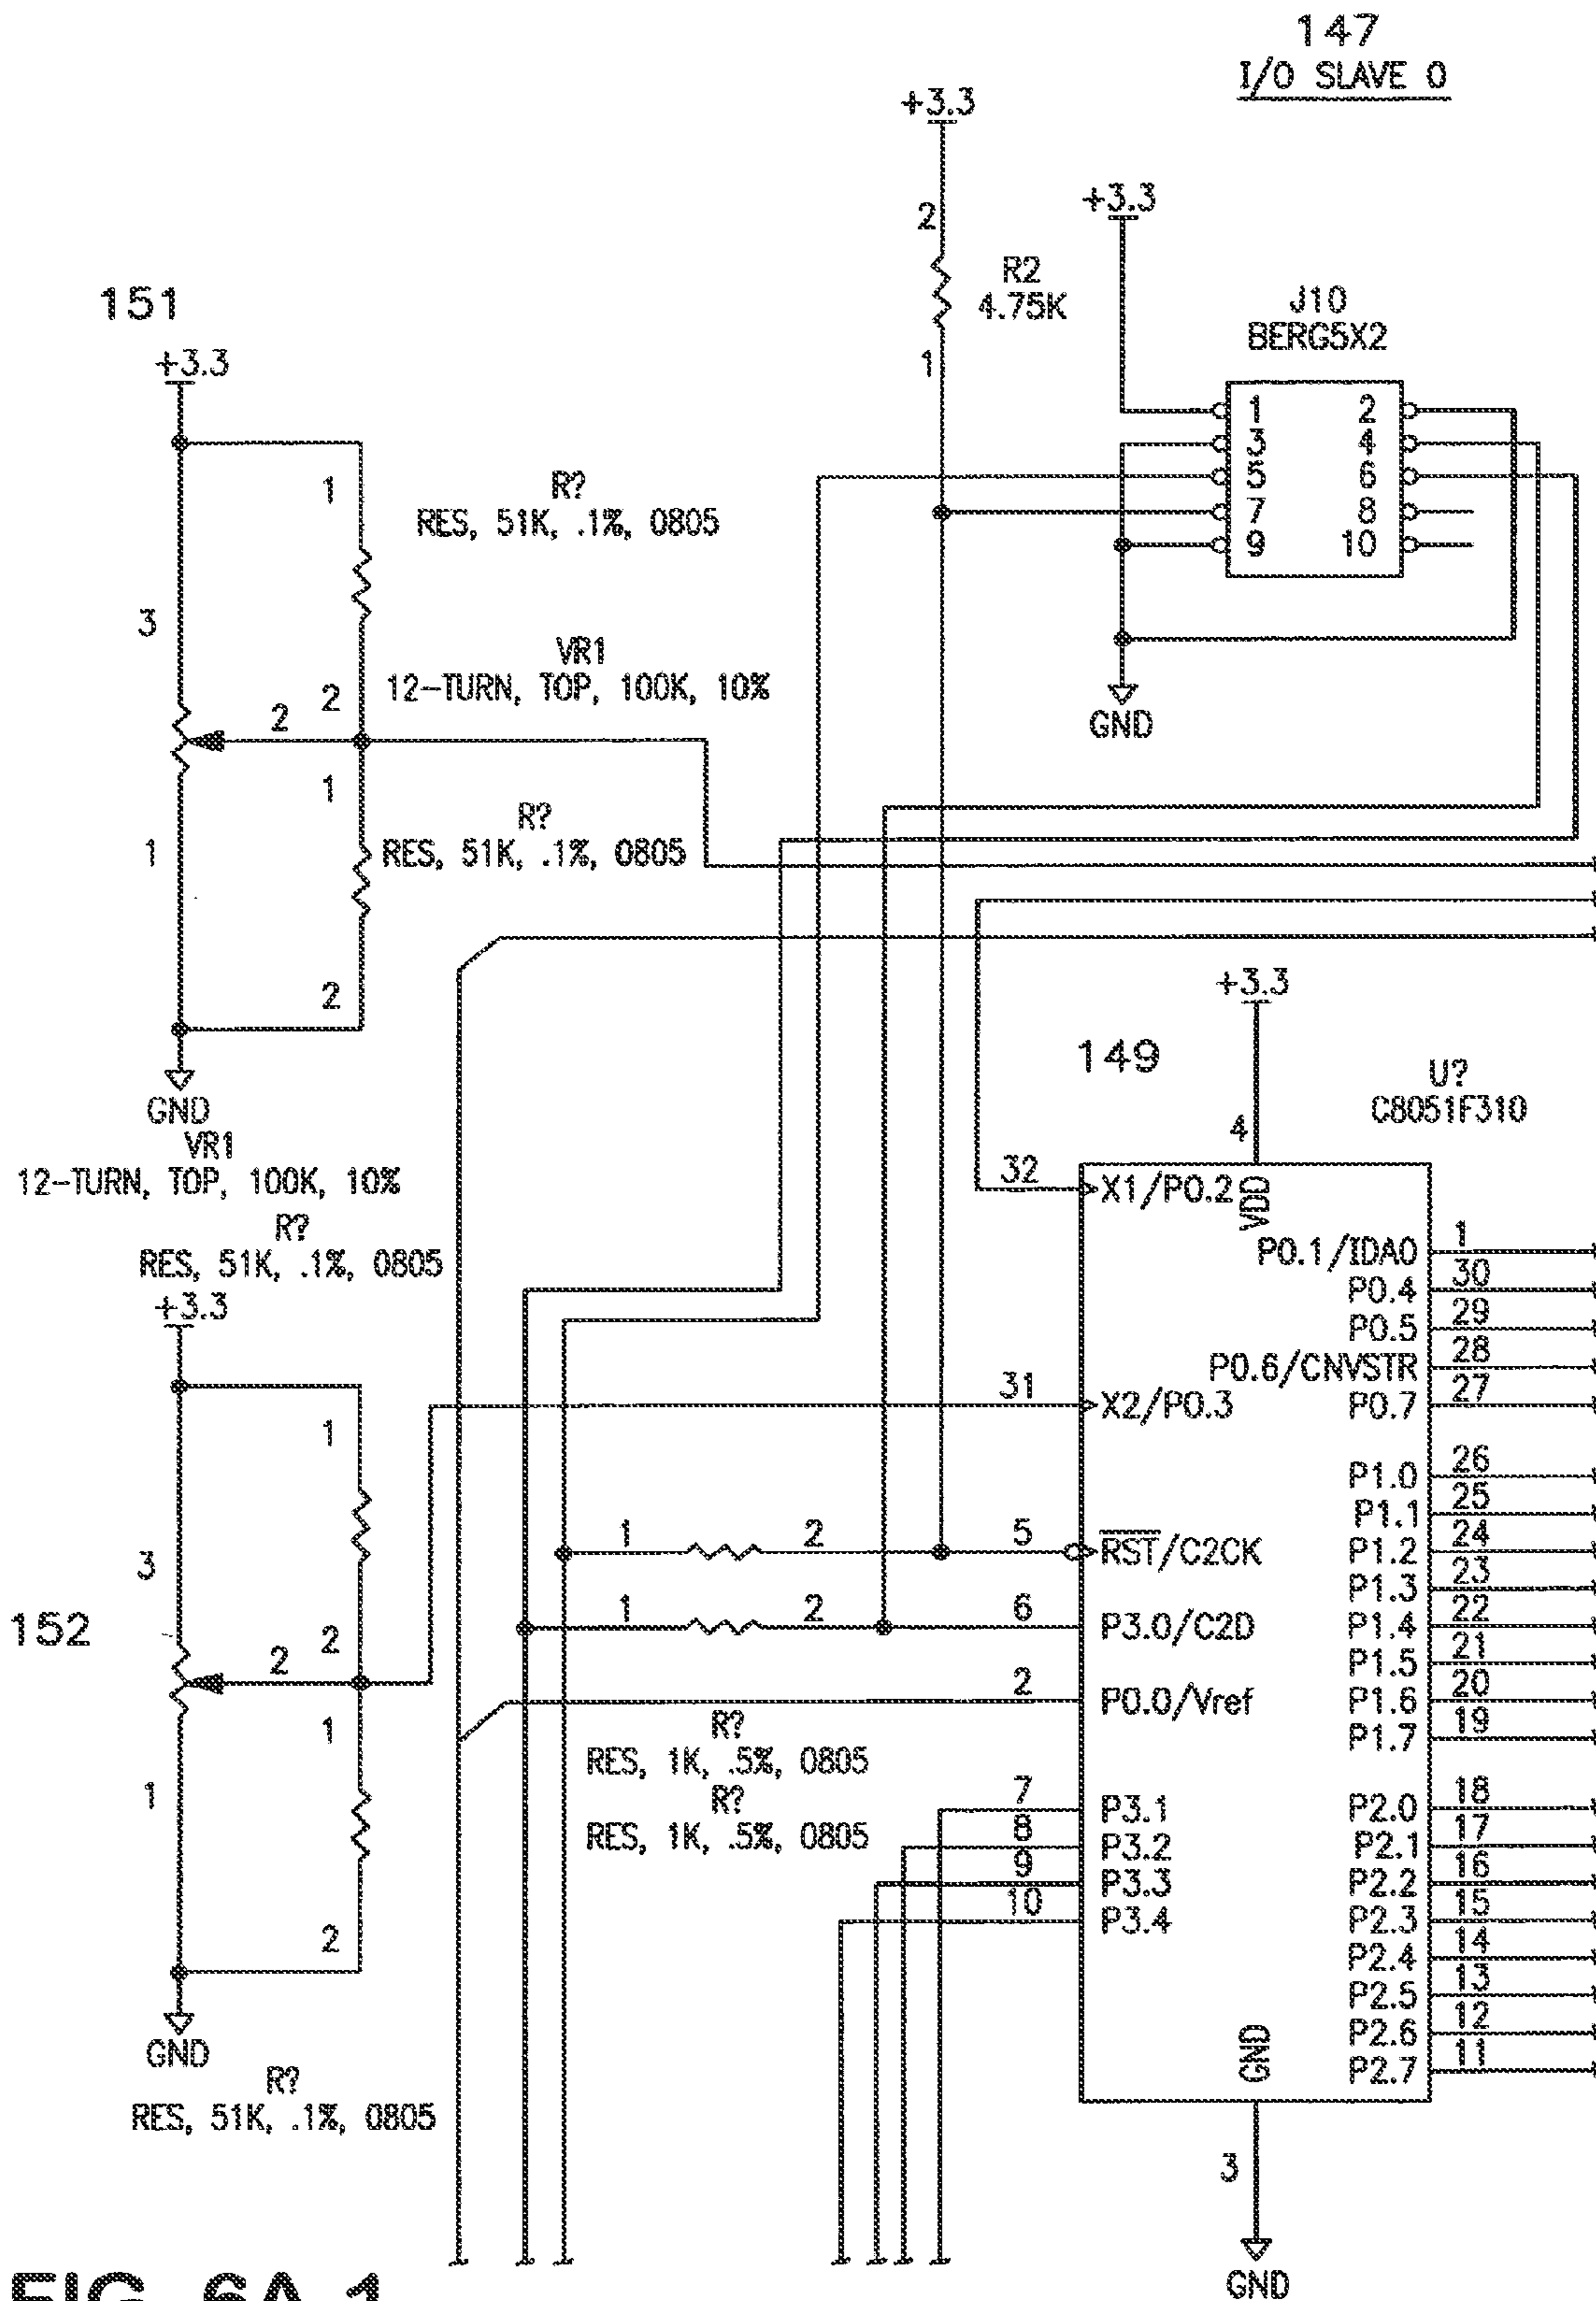 147
I/O SLAVE 0
+3.3
2
R2
4.75K
1
+3.3
J10
BERG5X2
1 2
3 4
5 6
7 8
9 10
GND
151
+3.3
1
R?
RES, 51K, .1%, 0805
3
VR1
12-TURN, TOP, 100K, 10%
2
2
1
R?
RES, 51K, .1%, 0805
1
2
GND
VR1
12-TURN, TOP, 100K, 10%
R?
RES, 51K, .1%, 0805
+3.3
1
3
152
2
2
1
1
2
GND
R?
RES, 51K, .1%, 0805
1 2
1 2
R?
RES, 1K, .5%, 0805
R?
RES, 1K, .5%, 0805
149
+3.3
4
U?
C8051F310
32 X1/P0.2
VDD
31 X2/P0.3
5 RST/C2CK
6 P3.0/C2D
2 P0.0/Vref
7 P3.1
8 P3.2
9 P3.3
10 P3.4
P0.1/IDA0 1
P0.4 30
P0.5 29
P0.6/CNVSTR 28
P0.7 27
P1.0 26
P1.1 25
P1.2 24
P1.3 23
P1.4 22
P1.5 21
P1.6 20
P1.7 19
P2.0 18
P2.1 17
P2.2 16
P2.3 15
P2.4 14
P2.5 13
P2.6 12
P2.7 11
GND
3
GND
FIG. 6A-1